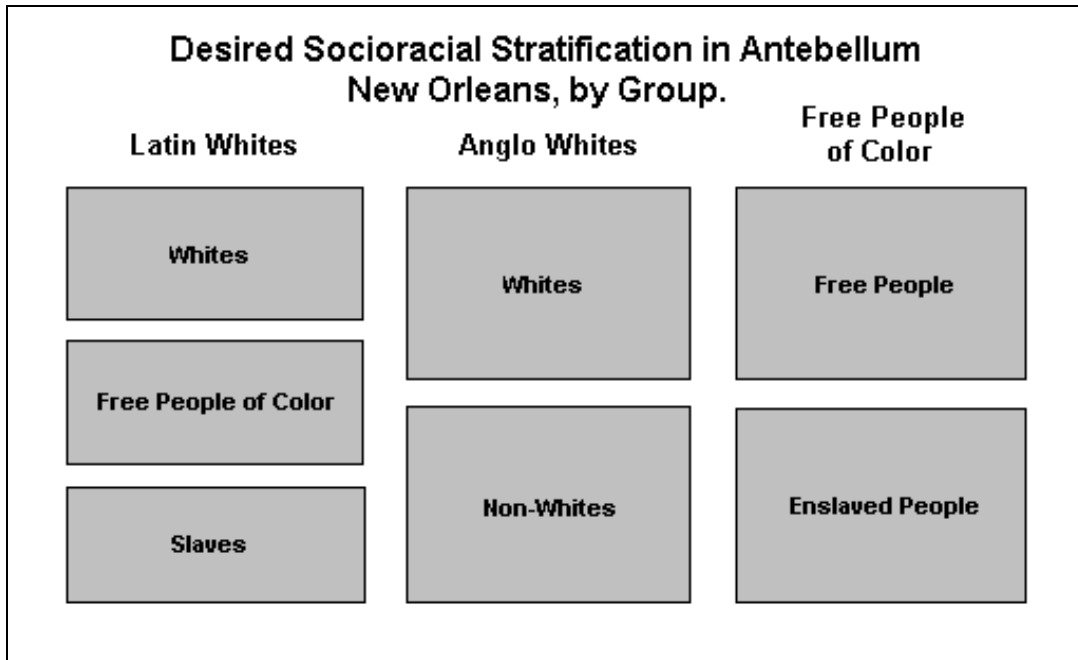 Desired Socioracial Stratification in Antebellum
New Orleans, by Group.
Latin Whites
Whites
Free People of Color
Slaves
Anglo Whites
Whites
Non-Whites
Free People
of Color
Free People
Enslaved People